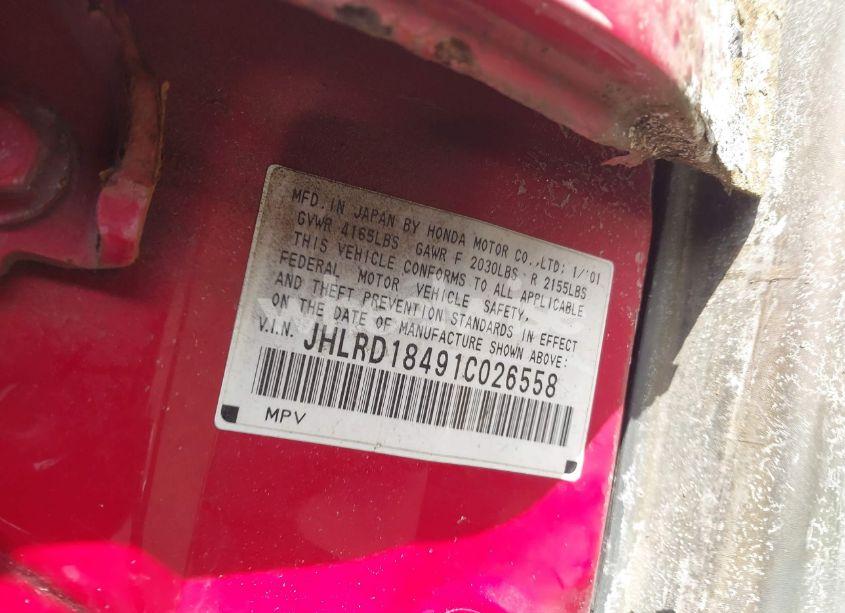 MFD. IN JAPAN BY HONDA MOTOR CO.,LTD; 1/'01
GVWR 4165LBS GAWR F 2030LBS R 2155LBS
THIS VEHICLE CONFORMS TO ALL APPLICABLE
FEDERAL MOTOR VEHICLE SAFETY,
AND THEFT PREVENTION STANDARDS IN EFFECT
ON THE DATE OF MANUFACTURE SHOWN ABOVE:
V.I.N. JHLRD18491C026558
MPV